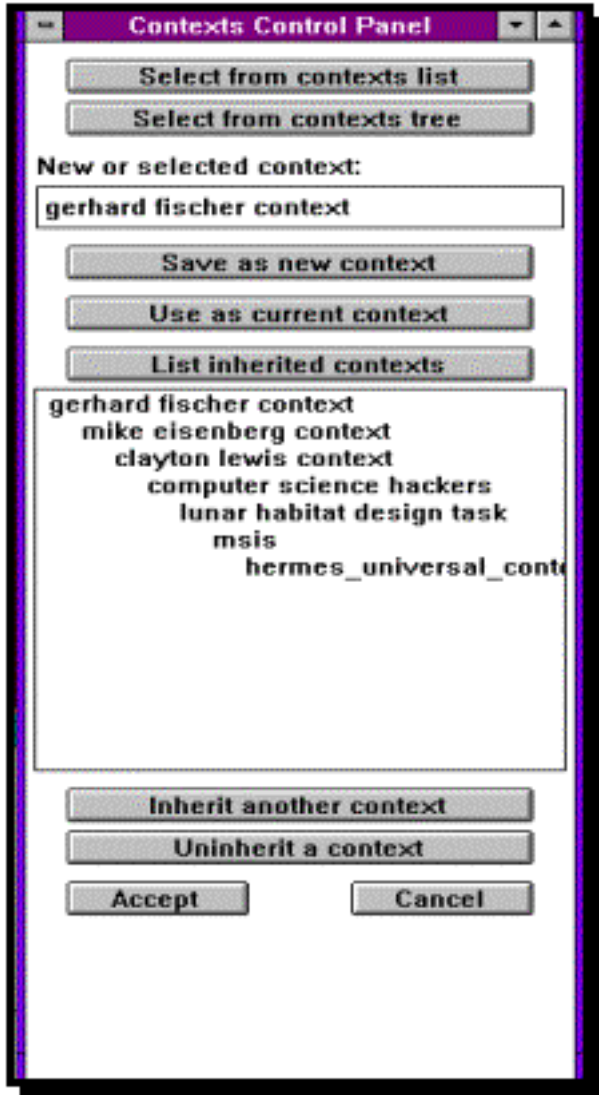 Contexts Control Panel
Select from contexts list
Select from contexts tree
New or selected context:
gerhard fischer context
Save as new context
Use as current context
List inherited contexts
gerhard fischer context
mike eisenberg context
clayton lewis context
computer science hackers
lunar habitat design task
msis
hermes_universal_conte
Inherit another context
Uninherit a context
Accept Cancel